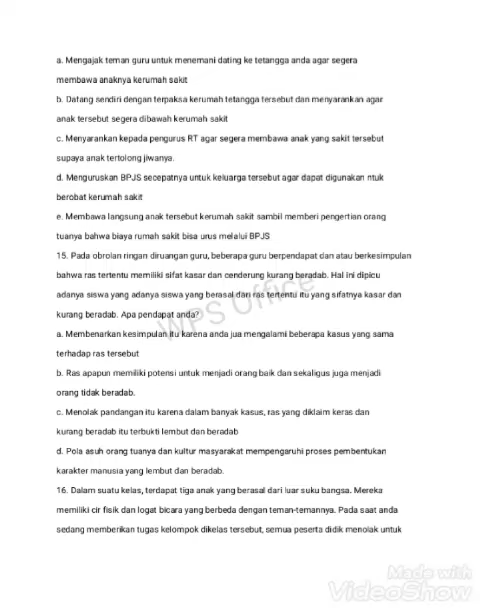 a. Mengajak teman guru untuk menemani dating ke tetangga anda agar segera
membawa anaknya kerumah sakit
b. Datang sendiri dengan terpaksa kerumah tetangga tersebut dan menyarankan agar
anak tersebut segera dibawah kerumah sakit
c. Menyarankan kepada pengurus RT agar segera membawa anak yang sakit tersebut
supaya anak tertolong jiwanya.
d. Menguruskan BPJS secepatnya untuk keluarga tersebut agar dapat digunakan ntuk
berobat kerumah sakit
e. Membawa langsung anak tersebut kerumah sakit sambil memberi pengertian orang
tuanya bahwa biaya rumah sakit bisa urus melalui BPJS
15. Pada obrolan ringan diruangan guru, beberapa guru berpendapat dan atau berkesimpulan
bahwa ras tertentu memiliki sifat kasar dan cenderung kurang beradab. Hal ini dipicu
adanya siswa yang adanya siswa yang berasal dari ras tertentu itu yang sifatnya kasar dan
kurang beradab. Apa pendapat anda?
a. Membenarkan kesimpulan itu karena anda jua mengalami beberapa kasus yang sama
terhadap ras tersebut
b. Ras apapun memiliki potensi untuk menjadi orang baik dan sekaligus juga menjadi
orang tidak beradab.
c. Menolak pandangan itu karena dalam banyak kasus, ras yang diklaim keras dan
kurang beradab itu terbukti lembut dan beradab
d. Pola asuh orang tuanya dan kultur masyarakat mempengaruhi proses pembentukan
karakter manusia yang lembut dan beradab.
16. Dalam suatu kelas, terdapat tiga anak yang berasal dari luar suku bangsa. Mereka
memiliki cir fisik dan logat bicara yang berbeda dengan teman-temannya. Pada saat anda
sedang memberikan tugas kelompok dikelas tersebut, semua peserta didik menolak untuk
WPS Office
Made with
VideoShow